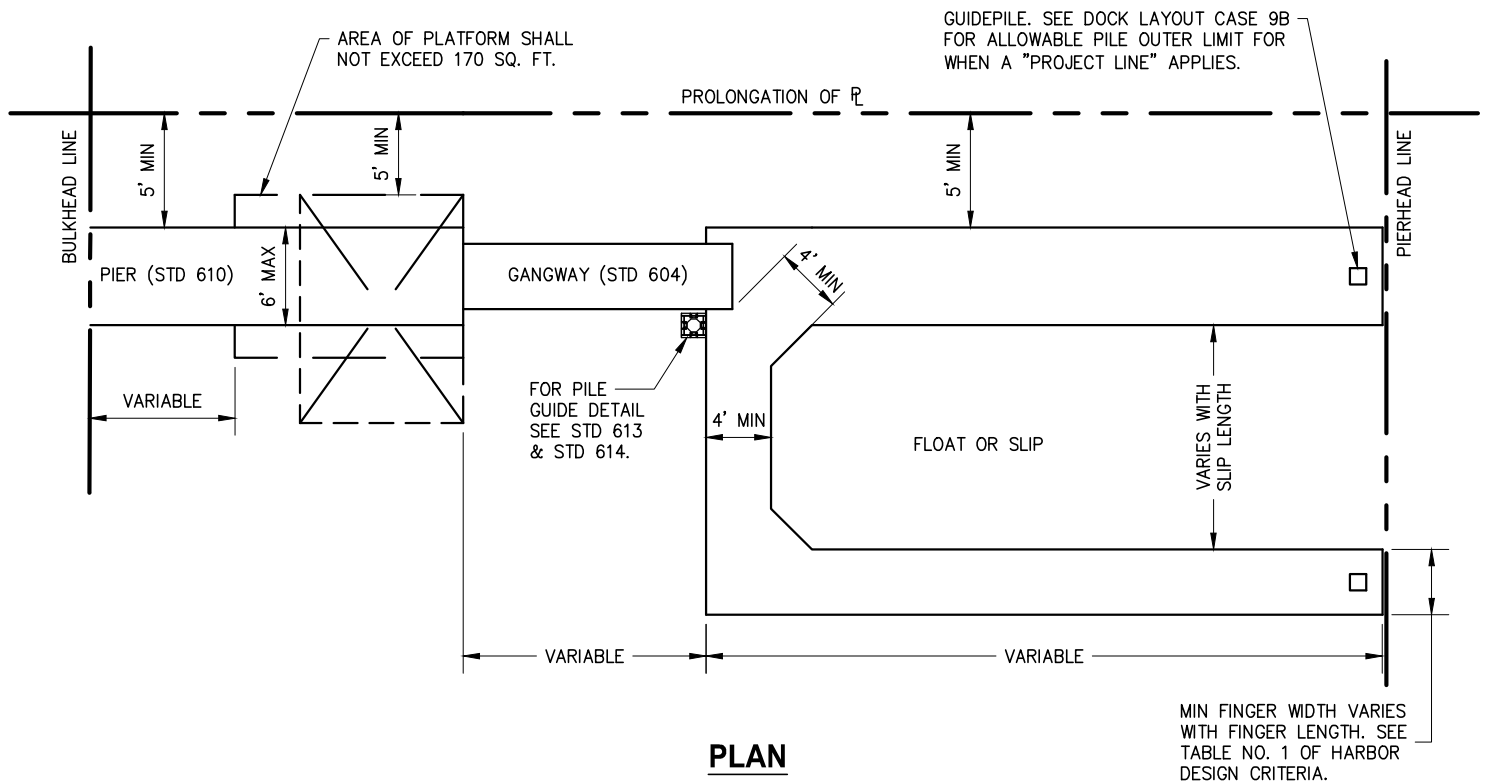 AREA OF PLATFORM SHALL
NOT EXCEED 170 SQ. FT.
GUIDEPILE. SEE DOCK LAYOUT CASE 9B
FOR ALLOWABLE PILE OUTER LIMIT FOR
WHEN A "PROJECT LINE" APPLIES.
PROLONGATION OF PL
BULKHEAD LINE
5' MIN
5' MIN
5' MIN
PIERHEAD LINE
PIER (STD 610)
6' MAX
GANGWAY (STD 604)
4' MIN
VARIABLE
FOR PILE
GUIDE DETAIL
SEE STD 613
& STD 614.
4' MIN
FLOAT OR SLIP
VARIES WITH
SLIP LENGTH
VARIABLE
VARIABLE
MIN FINGER WIDTH VARIES
WITH FINGER LENGTH. SEE
TABLE NO. 1 OF HARBOR
DESIGN CRITERIA.
PLAN